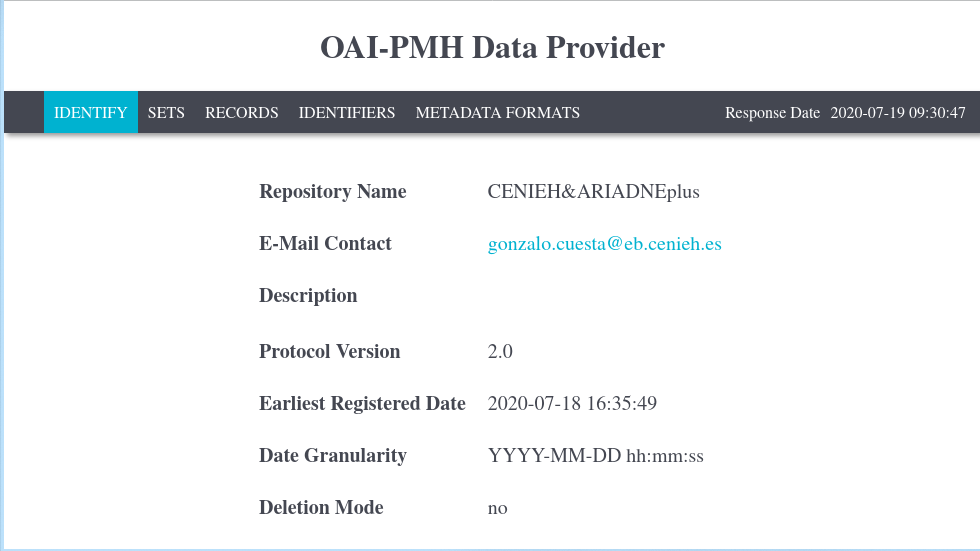 OAI-PMH Data Provider
IDENTIFY SETS RECORDS IDENTIFIERS METADATA FORMATS Response Date 2020-07-19 09:30:47
Repository Name CENIEH&ARIADNEplus
E-Mail Contact gonzalo.cuesta@eb.cenieh.es
Description
Protocol Version 2.0
Earliest Registered Date 2020-07-18 16:35:49
Date Granularity YYYY-MM-DD hh:mm:ss
Deletion Mode no